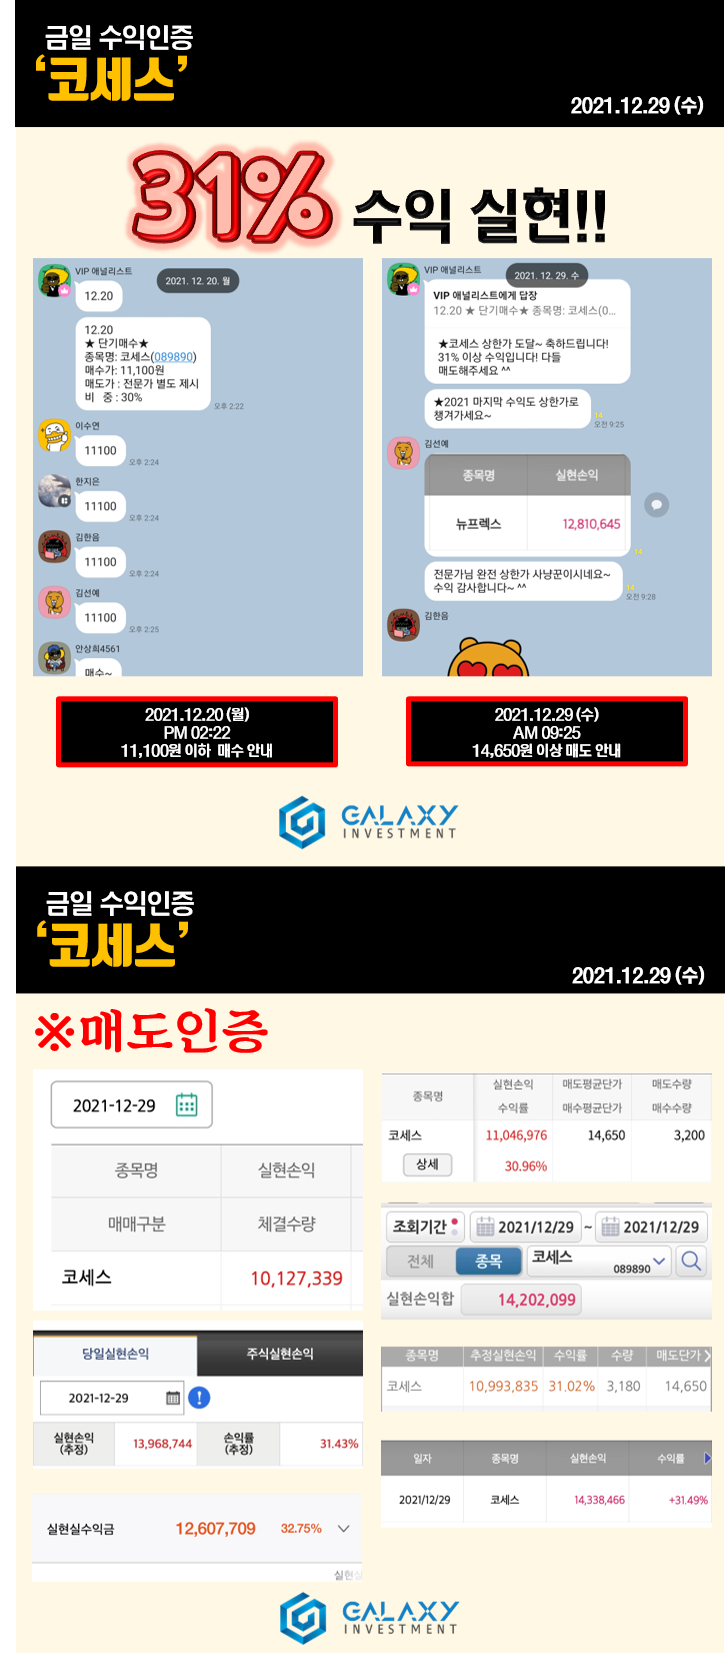 금일 수익인증
‘코세스’
2021.12.29 (수)
31% 수익 실현!!
VIP 애널리스트
2021. 12. 20. 월
12.20
12.20
★ 단기매수★
종목명: 코세스(089890)
매수가: 11,100원
매도가 : 전문가 별도 제시
비 중 : 30%
오후 2:22
이수연
11100
오후 2:24
한지은
11100
오후 2:24
김한음
11100
오후 2:24
김선예
11100
오후 2:25
안상희4561
매수~
VIP 애널리스트
2021. 12. 29. 수
VIP 애널리스트에게 답장
12.20 ★ 단기매수★ 종목명: 코세스(0...
★코세스 상한가 도달~ 축하드립니다!
31% 이상 수익입니다! 다들
매도해주세요 ^^
★2021 마지막 수익도 상한가로
챙겨가세요~
14
오전 9:25
김선예
종목명 실현손익
뉴프렉스 12,810,645
14
전문가님 완전 상한가 사냥꾼이시네요~
수익 감사합니다~ ^^
14
오전 9:28
김한음
2021.12.20 (월)
PM 02:22
11,100원 이하 매수 안내
2021.12.29 (수)
AM 09:25
14,650원 이상 매도 안내
GALAXY
INVESTMENT
금일 수익인증
‘코세스’
2021.12.29 (수)
※매도인증
2021-12-29
종목명 실현손익
매매구분 체결수량
코세스 10,127,339
당일실현손익 주식실현손익
2021-12-29
실현손익
(추정)
13,968,744
손익률
(추정)
31.43%
실현실수익금 12,607,709 32.75%
실현실
종목명 실현손익 매도평균단가 매도수량
수익률 매수평균단가 매수수량
코세스 11,046,976 14,650 3,200
상세 30.96%
조회기간 2021/12/29 ~ 2021/12/29
전체 종목 코세스 089890
실현손익합 14,202,099
종목명 추정실현손익 수익률 수량 매도단가
코세스 10,993,835 31.02% 3,180 14,650
일자 종목명 실현손익 수익률
2021/12/29 코세스 14,338,466 +31.49%
GALAXY
INVESTMENT